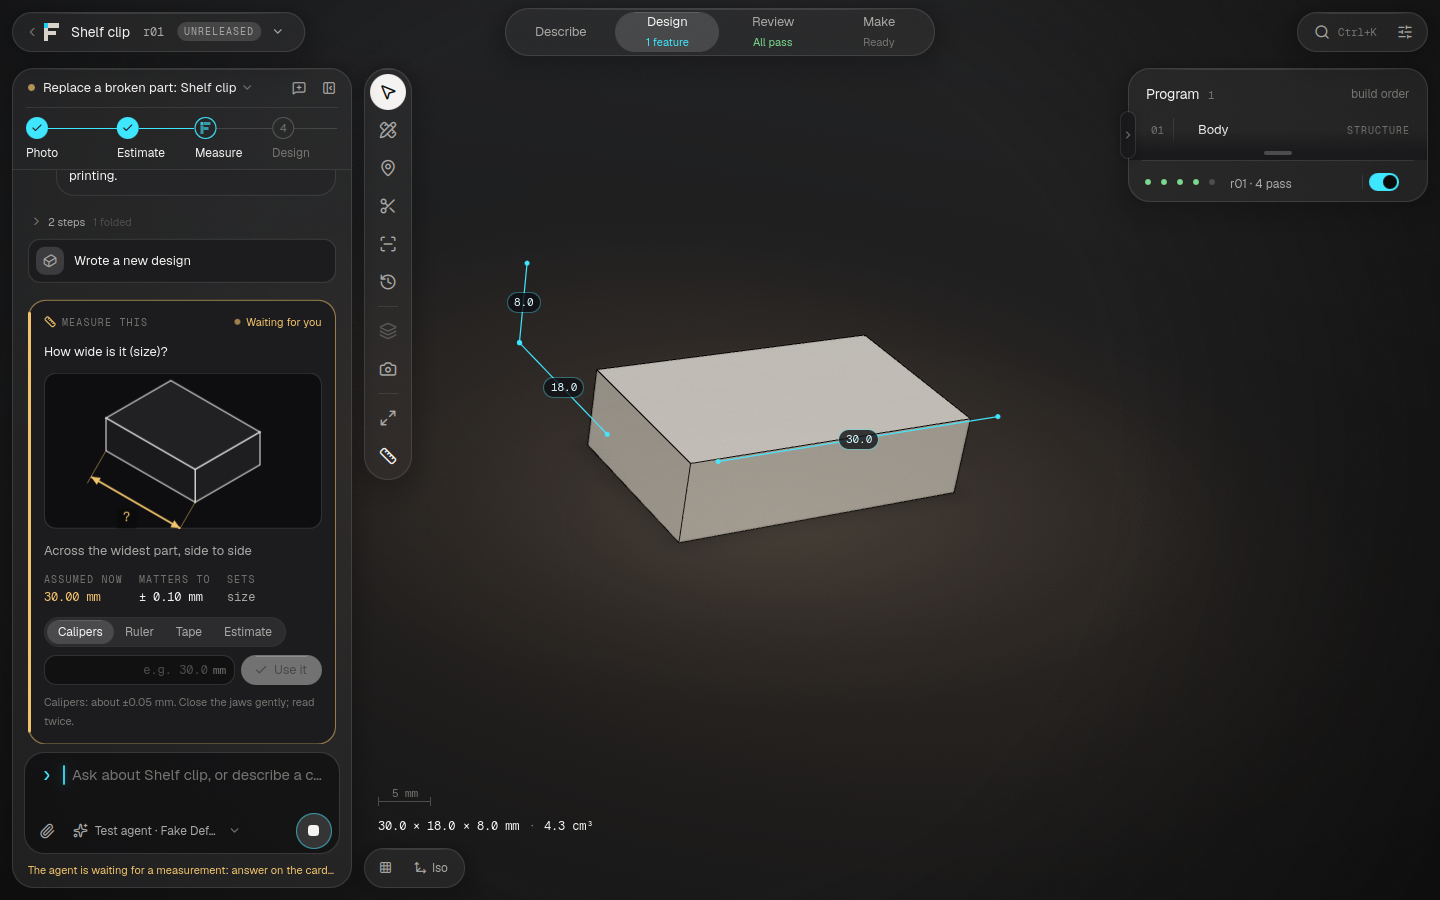 Shelf clip r01 UNRELEASED
Describe
Design
1 feature
Review
All pass
Make
Ready
Ctrl+K
Replace a broken part: Shelf clip
4
Photo Estimate Measure Design
printing.
2 steps 1 folded
Wrote a new design
MEASURE THIS Waiting for you
How wide is it (size)?
?
Across the widest part, side to side
ASSUMED NOW MATTERS TO SETS
30.00 mm ± 0.10 mm size
Calipers Ruler Tape Estimate
e.g. 30.0 mm Use it
Calipers: about ±0.05 mm. Close the jaws gently; read
twice.
Ask about Shelf clip, or describe a c...
Test agent · Fake Def...
The agent is waiting for a measurement: answer on the card...
8.0
18.0
30.0
5 mm
30.0 × 18.0 × 8.0 mm · 4.3 cm³
Iso
Program 1 build order
01 Body STRUCTURE
r01 · 4 pass